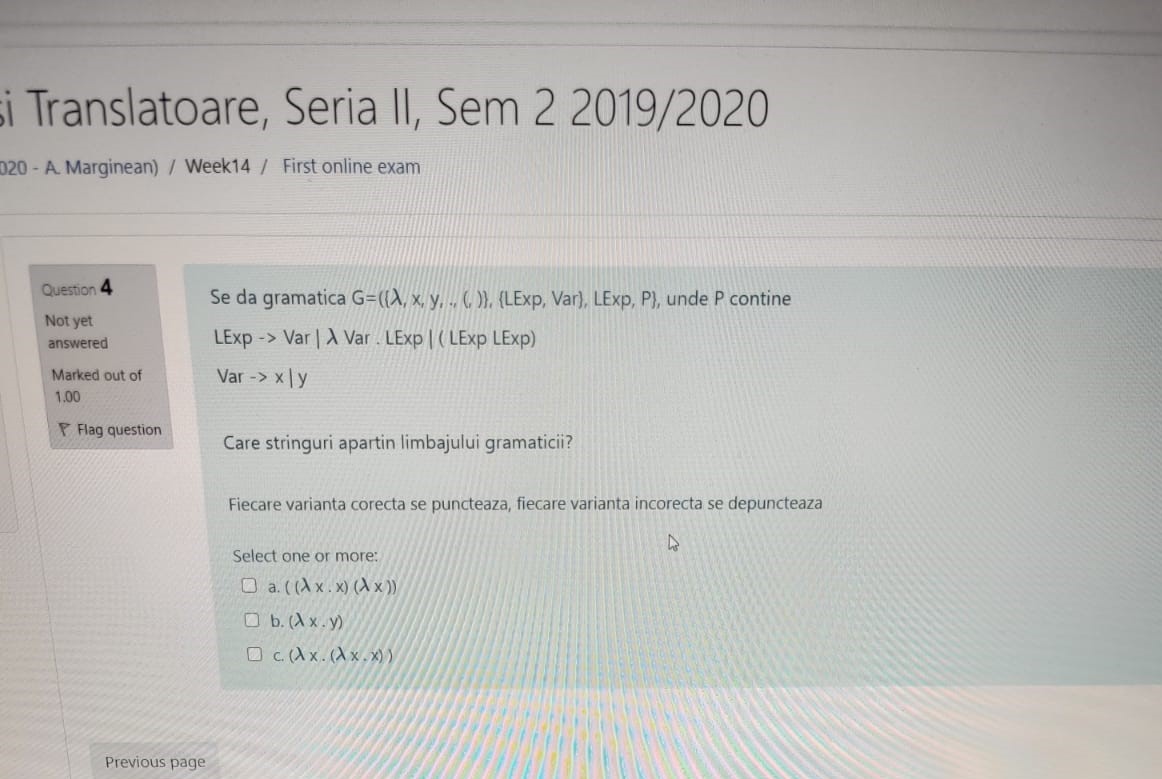 si Translatoare, Seria II, Sem 2 2019/2020
020 - A. Marginean) / Week14 / First online exam
Question 4
Not yet
answered
Marked out of
1.00
Flag question
Se da gramatica G=({λ, x, y, ., (, )}, {LExp, Var}, LExp, P}, unde P contine
LExp -> Var | λ Var . LExp | ( LExp LExp)
Var -> x | y
Care stringuri apartin limbajului gramaticii?
Fiecare varianta corecta se puncteaza, fiecare varianta incorecta se depuncteaza
Select one or more:
a. ( (λ x . x) (λ x ))
b. (λ x . y)
c. (λ x . (λ x . x) )
Previous page